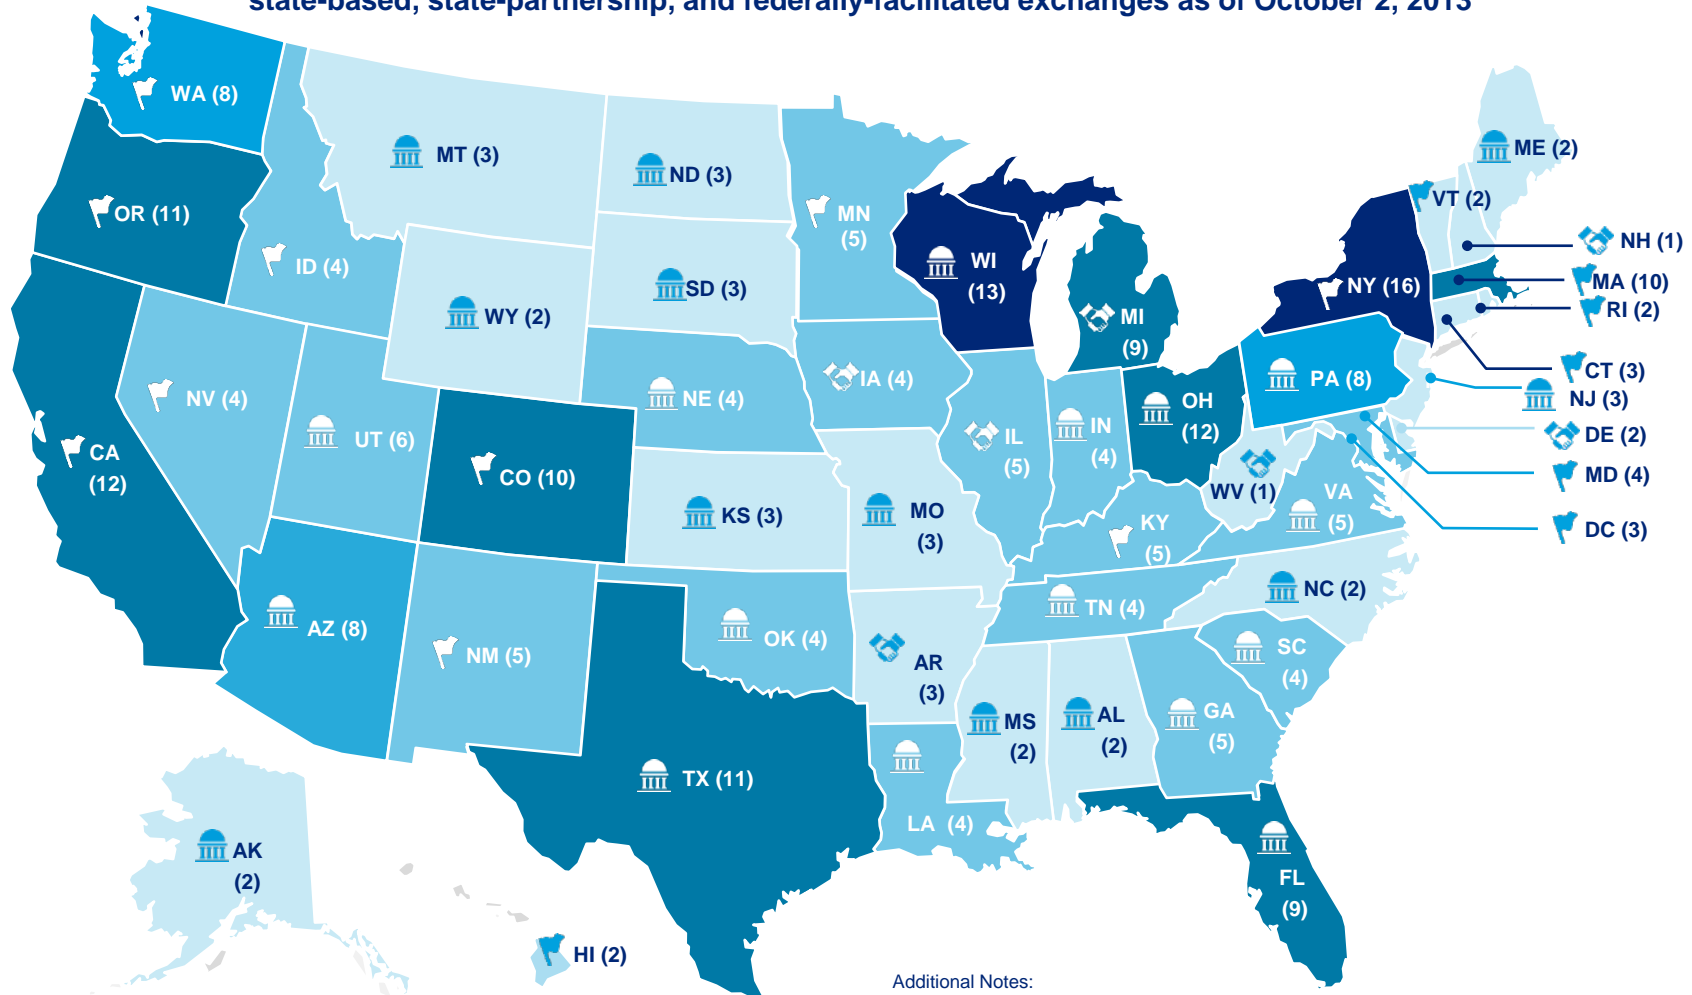 state-based, state-partnership, and federally-facilitated exchanges as of October 2, 2013
WA (8)
MT (3)
ND (3)
ME (2)
VT (2)
OR (11)
MN
(5)
ID (4)
WI
(13)
NH (1)
SD (3)
NY (16)
MA (10)
RI (2)
WY (2)
MI
(9)
CT (3)
NV (4)
NE (4)
IA (4)
PA (8)
NJ (3)
OH
(12)
UT (6)
IL
(5)
IN
(4)
DE (2)
CA
(12)
CO (10)
MD (4)
WV (1)
VA
(5)
KS (3)
MO
(3)
KY
(5)
DC (3)
NC (2)
TN (4)
AZ (8)
OK (4)
NM (5)
SC
(4)
AR
(3)
MS
(2)
AL
(2)
GA
(5)
TX (11)
LA (4)
AK
(2)
FL
(9)
HI (2)
Additional Notes: